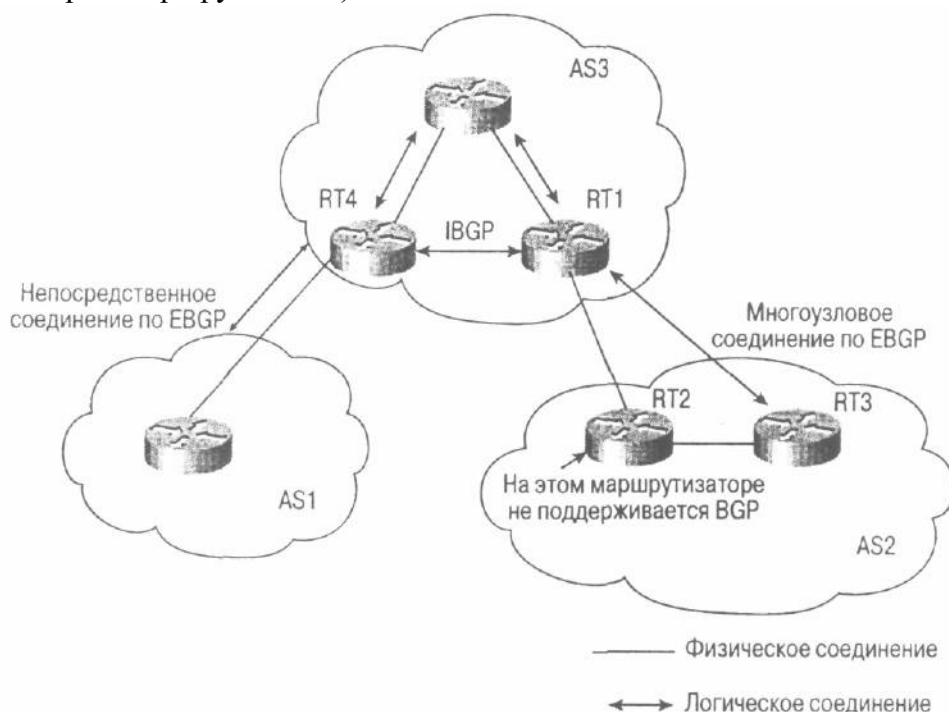 AS3
RT4
RT1
IBGP
Непосредственное
соединение по EBGP
Многоузловое
соединение по EBGP
RT2
RT3
На этом маршрутизаторе
не поддерживается BGP
AS1
AS2
Физическое соединение
Логическое соединение